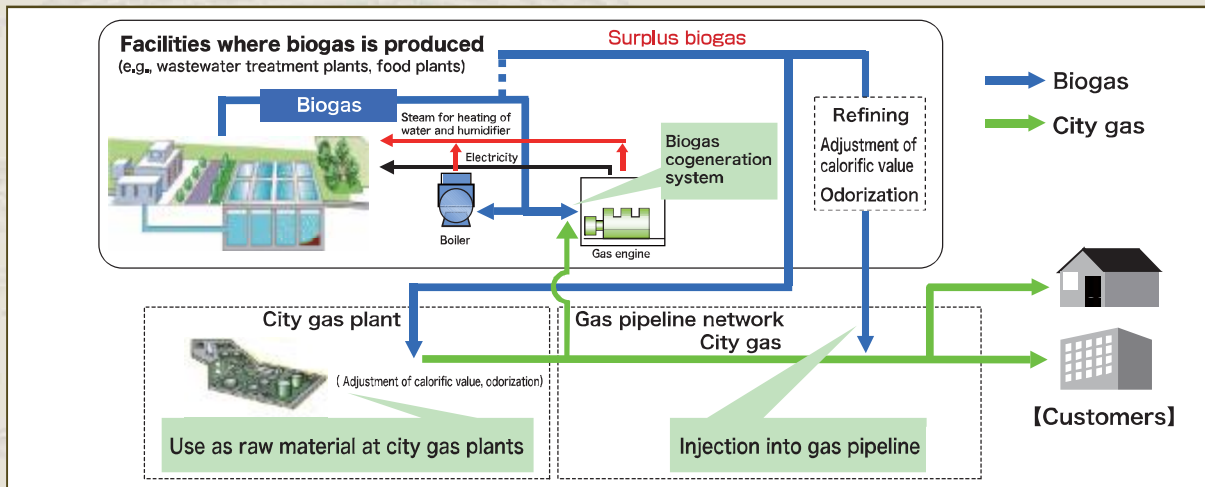 Facilities where biogas is produced
(e.g., wastewater treatment plants, food plants)
Surplus biogas
Biogas
Steam for heating of
water and humidifier
Electricity
Boiler
Gas engine
Biogas
cogeneration
system
Refining
Adjustment of
calorific value
Odorization
Biogas
City gas
City gas plant
( Adjustment of calorific value, odorization)
Use as raw material at city gas plants
Gas pipeline network
City gas
Injection into gas pipeline
【Customers】